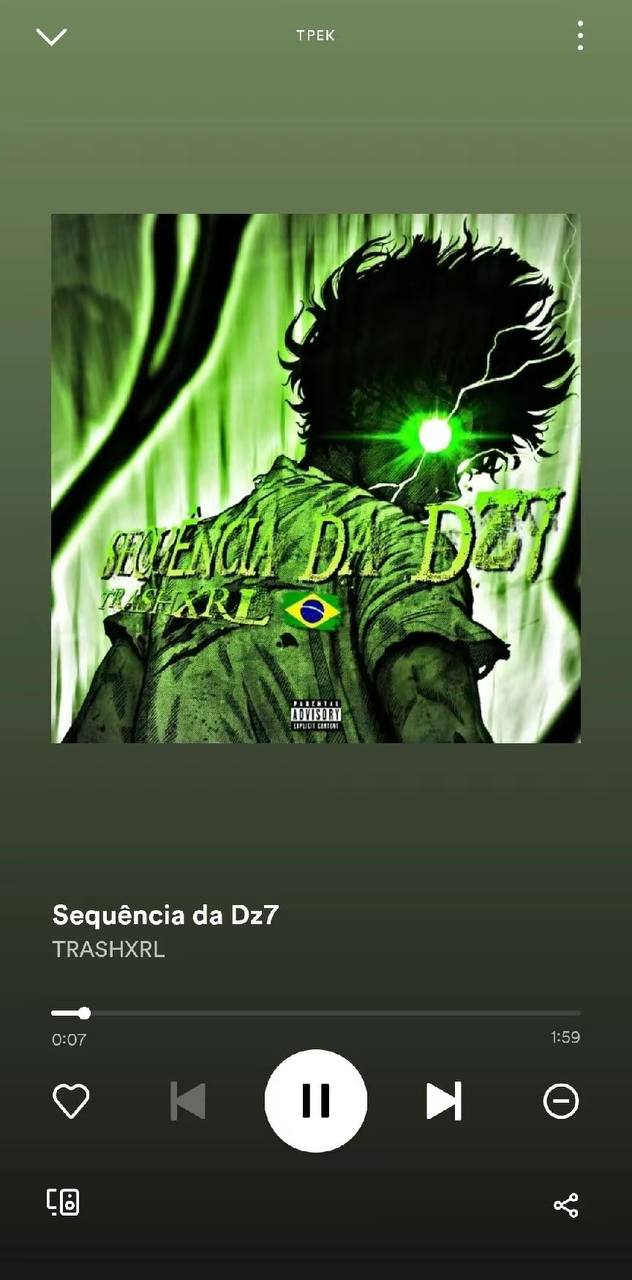 ТРЕК
SEQUÊNCIA DA DZ7
TRASHXRL
PARENTAL
ADVISORY
EXPLICIT CONTENT
Sequência da Dz7
TRASHXRL
0:07
1:59